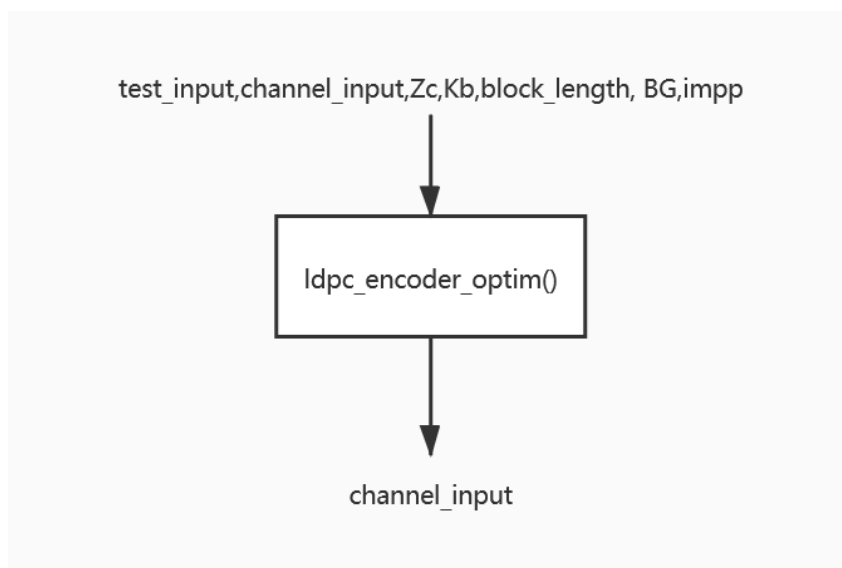 test_input,channel_input,Zc,Kb,block_length, BG,impp
ldpc_encoder_optim()
channel_input